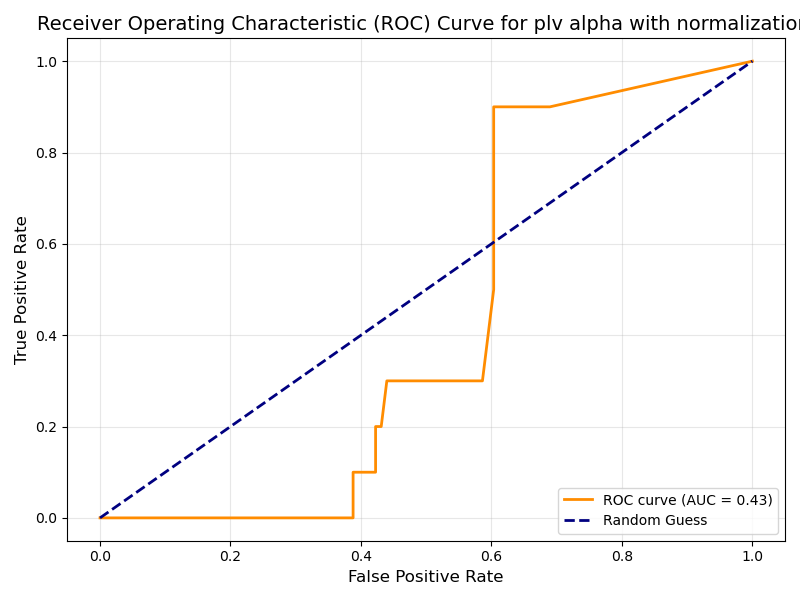 Receiver Operating Characteristic (ROC) Curve for plv alpha with normalization
True Positive Rate
1.0
0.8
0.6
0.4
0.2
0.0
0.0 0.2 0.4 0.6 0.8 1.0
False Positive Rate
ROC curve (AUC = 0.43)
Random Guess